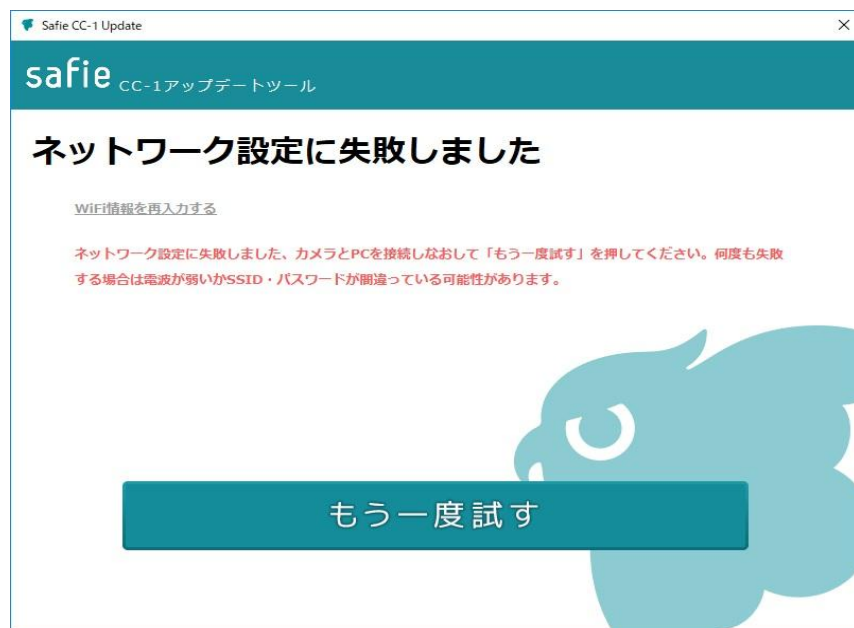 Safie CC-1 Update
safie CC-1アップデートツール
ネットワーク設定に失敗しました
WiFi情報を再入力する
ネットワーク設定に失敗しました、カメラとPCを接続しなおして「もう一度試す」を押してください。何度も失敗
する場合は電波が弱いかSSID・パスワードが間違っている可能性があります。
もう一度試す